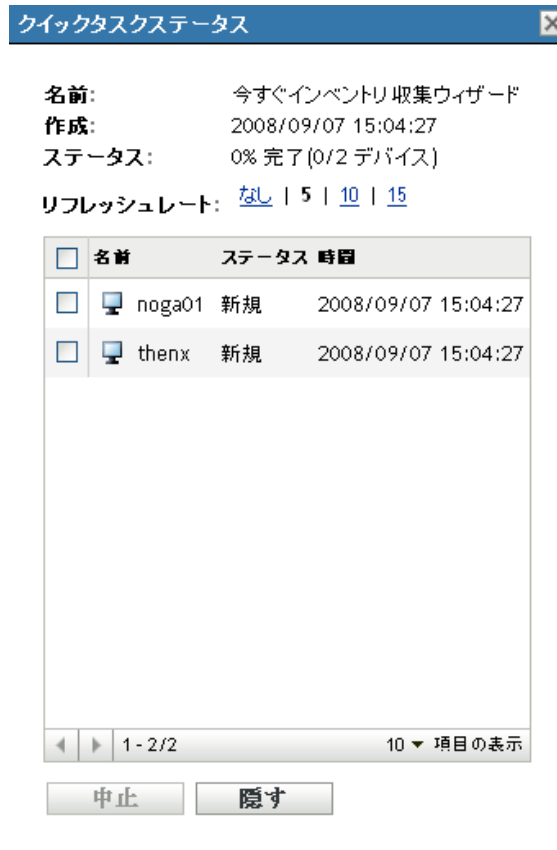 クイックタスクステータス
名前: 今すぐインベントリ収集ウィザード
作成: 2008/09/07 15:04:27
ステータス: 0% 完了(0/2 デバイス)
リフレッシュレート: なし | 5 | 10 | 15
名前 ステータス 時間
noga01 新規 2008/09/07 15:04:27
thenx 新規 2008/09/07 15:04:27
1 - 2/2 10 項目の表示
中止 隠す